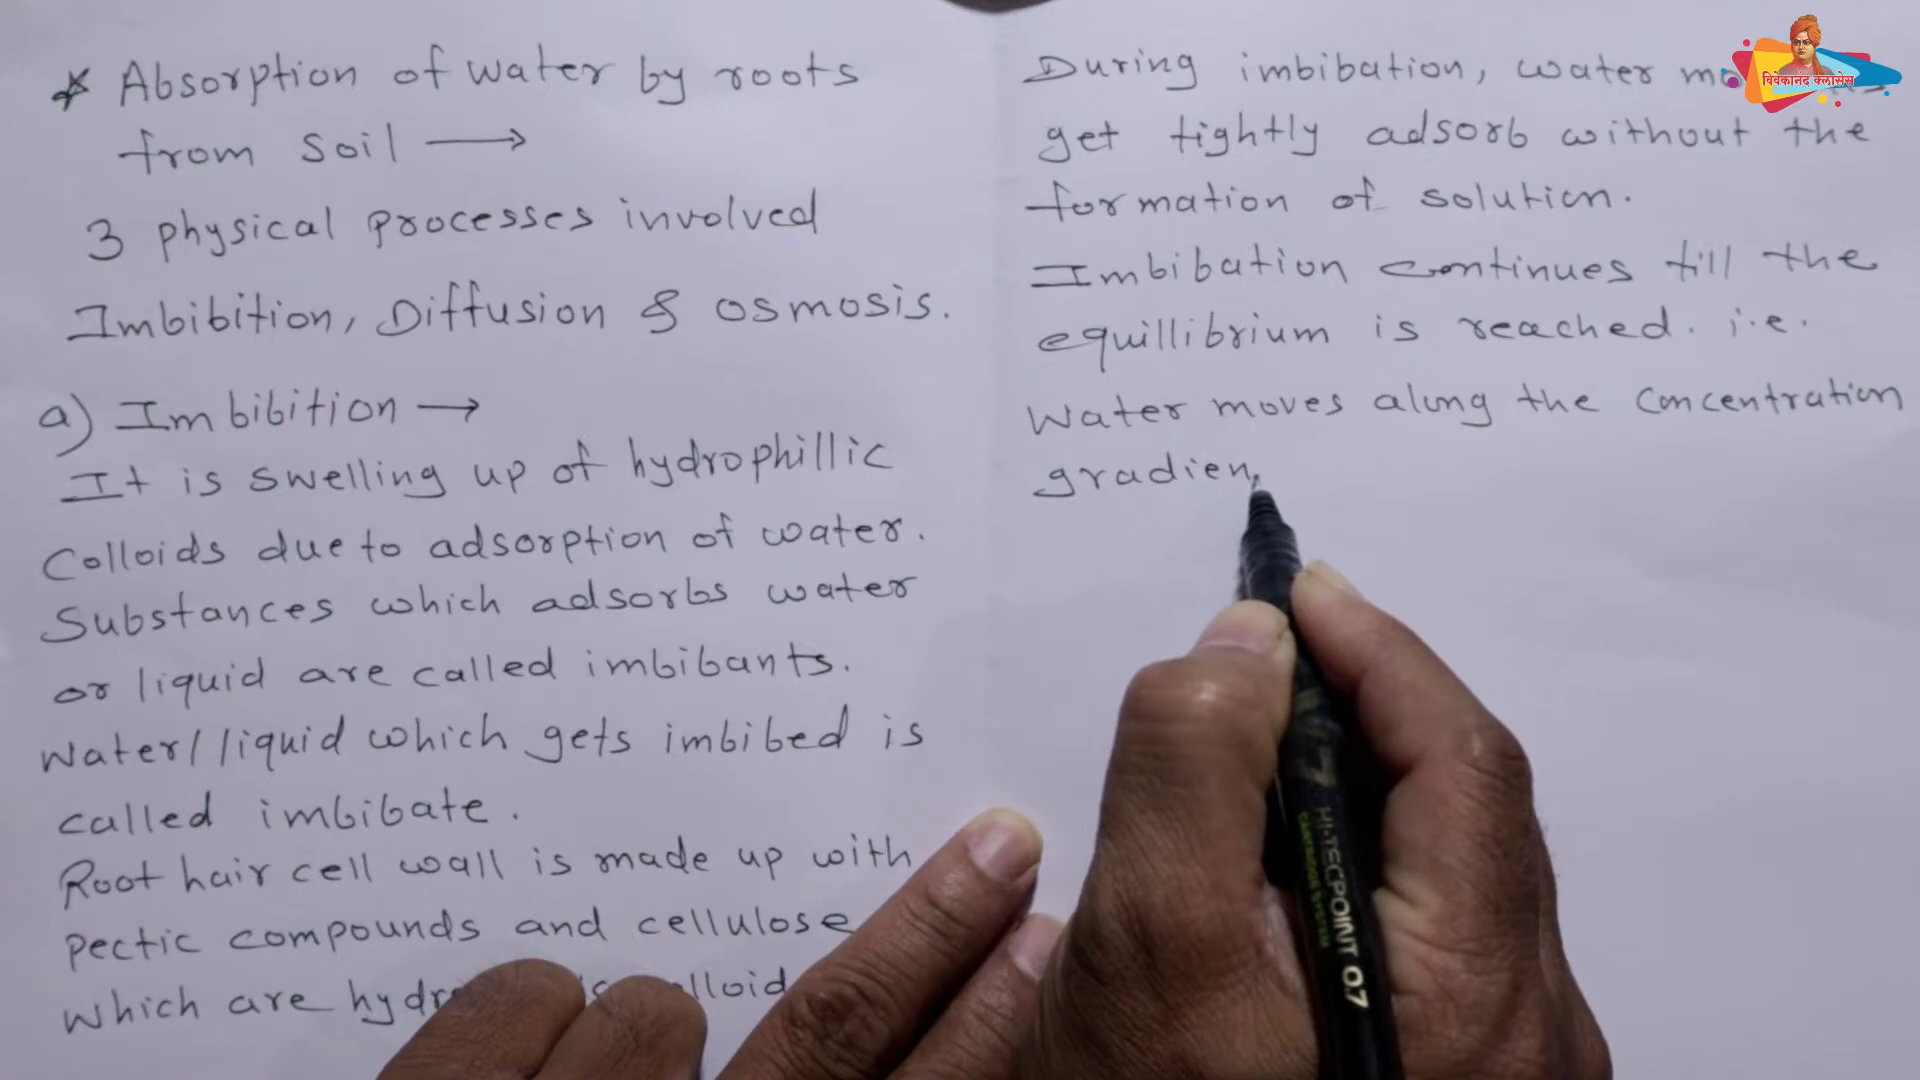 * Absorption of water by roots
from soil →
3 physical processes involved
Imbibition, Diffusion & osmosis.
a) Imbibition →
It is swelling up of hydrophillic
colloids due to adsorption of water.
Substances which adsorbs water
or liquid are called imbibants.
Water/liquid which gets imbibed is
called imbibate.
Root hair cell wall is made up with
pectic compounds and cellulose
which are
During imbibation, water
get tightly adsorb without the
formation of solution.
Imbibation continues till the
equillibrium is reached. i.e.
Water moves along the concentration
gradien
विवेकानंद क्लासेस
HI-TECPOINT 0.7
CARTRIDGE SYSTEM